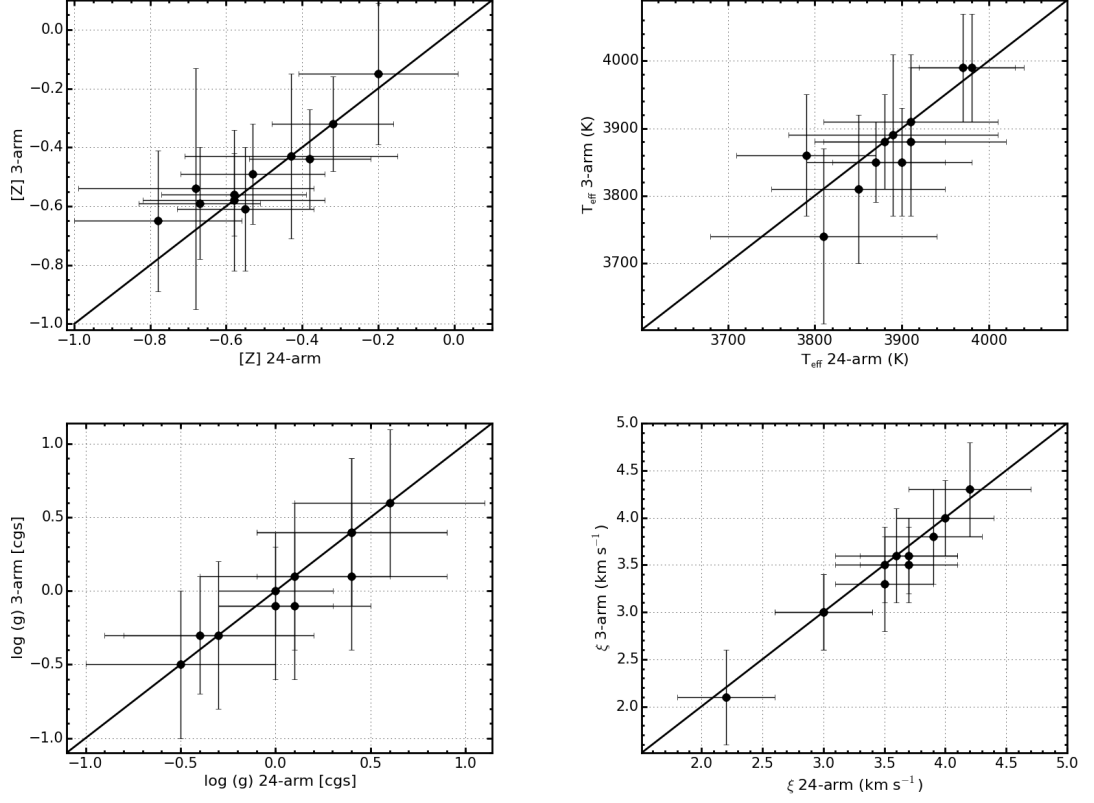 0.0
−0.2
−0.4
−0.6
−0.8
−1.0
[Z] 3-arm
−1.0 −0.8 −0.6 −0.4 −0.2 0.0
[Z] 24-arm
4000
3900
3800
3700
T_eff 3-arm (K)
3700 3800 3900 4000
T_eff 24-arm (K)
1.0
0.5
0.0
−0.5
−1.0
log (g) 3-arm [cgs]
−1.0 −0.5 0.0 0.5 1.0
log (g) 24-arm [cgs]
5.0
4.5
4.0
3.5
3.0
2.5
2.0
ξ 3-arm (km s⁻¹)
2.0 2.5 3.0 3.5 4.0 4.5 5.0
ξ 24-arm (km s⁻¹)